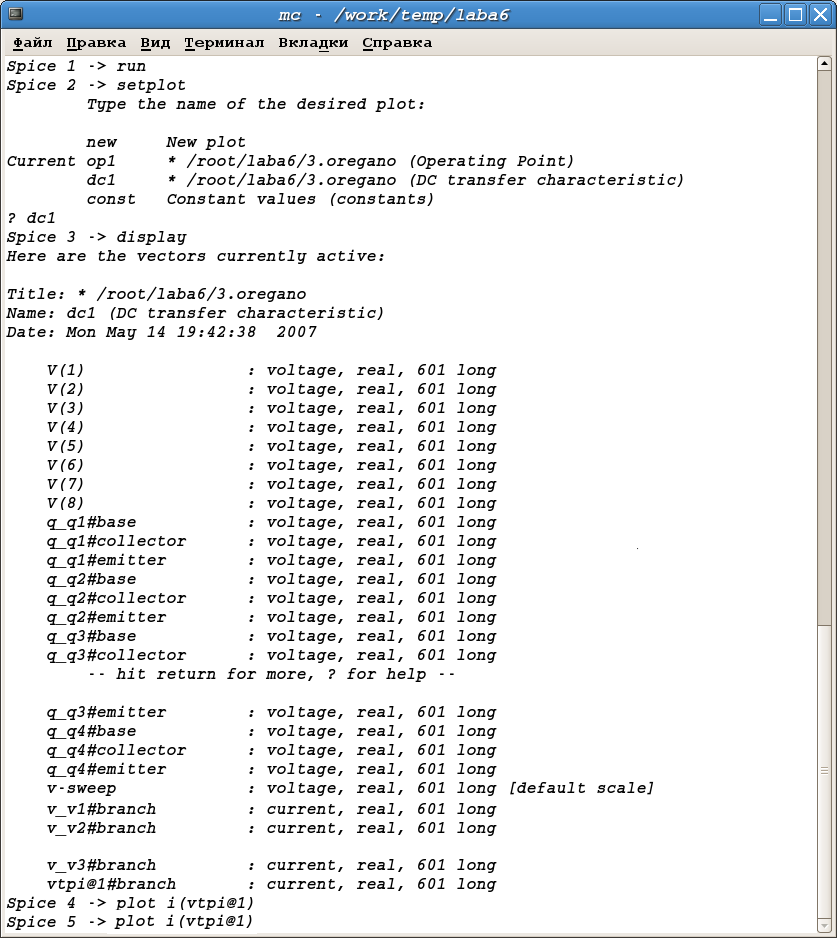 mc - /work/temp/laba6
Файл Правка Вид Терминал Вкладки Справка
Spice 1 -> run
Spice 2 -> setplot
Type the name of the desired plot:
new New plot
Current op1 * /root/laba6/3.oregano (Operating Point)
dc1 * /root/laba6/3.oregano (DC transfer characteristic)
const Constant values (constants)
? dc1
Spice 3 -> display
Here are the vectors currently active:
Title: * /root/laba6/3.oregano
Name: dc1 (DC transfer characteristic)
Date: Mon May 14 19:42:38 2007
V(1) : voltage, real, 601 long
V(2) : voltage, real, 601 long
V(3) : voltage, real, 601 long
V(4) : voltage, real, 601 long
V(5) : voltage, real, 601 long
V(6) : voltage, real, 601 long
V(7) : voltage, real, 601 long
V(8) : voltage, real, 601 long
q_q1#base : voltage, real, 601 long
q_q1#collector : voltage, real, 601 long
q_q1#emitter : voltage, real, 601 long
q_q2#base : voltage, real, 601 long
q_q2#collector : voltage, real, 601 long
q_q2#emitter : voltage, real, 601 long
q_q3#base : voltage, real, 601 long
q_q3#collector : voltage, real, 601 long
-- hit return for more, ? for help --
q_q3#emitter : voltage, real, 601 long
q_q4#base : voltage, real, 601 long
q_q4#collector : voltage, real, 601 long
q_q4#emitter : voltage, real, 601 long
v-sweep : voltage, real, 601 long [default scale]
v_v1#branch : current, real, 601 long
v_v2#branch : current, real, 601 long
v_v3#branch : current, real, 601 long
vtpi@1#branch : current, real, 601 long
Spice 4 -> plot i(vtpi@1)
Spice 5 -> plot i(vtpi@1)